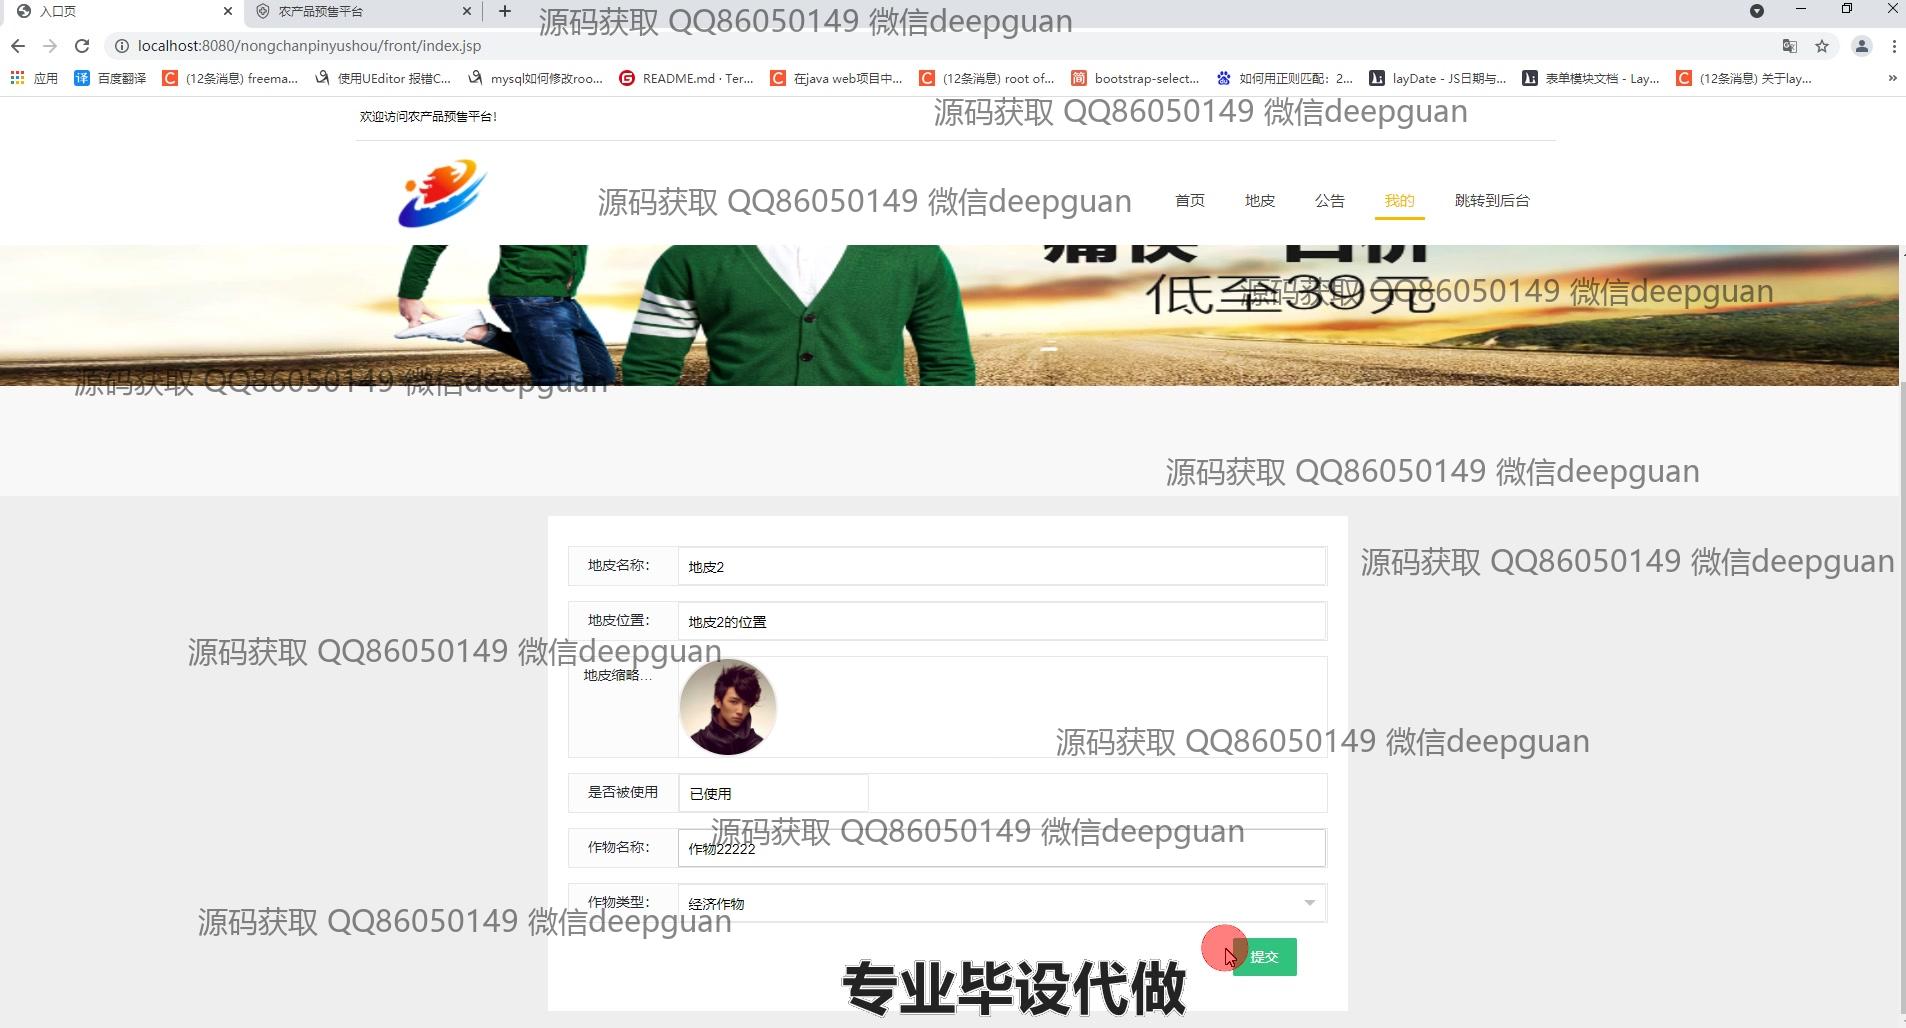 入口页
农产品预售平台
源码获取 QQ86050149 微信deepguan
localhost:8080/nongchanpinyushou/front/index.jsp
应用
百度翻译
(12条消息) freema...
使用UEditor 报错C...
mysql如何修改roo...
README.md · Ter...
在java web项目中...
(12条消息) root of...
bootstrap-select...
如何用正则匹配：2...
layDate - JS日期与...
表单模块文档 - Lay...
(12条消息) 关于lay...
源码获取 QQ86050149 微信deepguan
欢迎访问农产品预售平台！
源码获取 QQ86050149 微信deepguan
首页
地皮
公告
我的
跳转到后台
低至39元
源码获取 QQ86050149 微信deepguan
源码获取 QQ86050149 微信deepguan
源码获取 QQ86050149 微信deepguan
源码获取 QQ86050149 微信deepguan
地皮名称：
地皮2
地皮位置：
地皮2的位置
源码获取 QQ86050149 微信deepguan
地皮缩略...
源码获取 QQ86050149 微信deepguan
是否被使用
已使用
源码获取 QQ86050149 微信deepguan
作物名称：
作物22222
作物类型：
经济作物
源码获取 QQ86050149 微信deepguan
提交
专业毕设代做